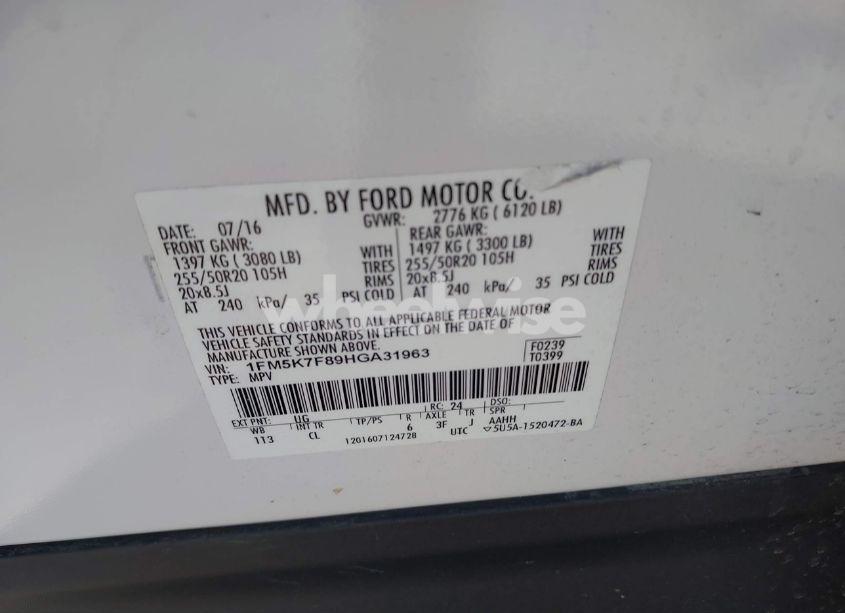 MFD. BY FORD MOTOR CO.
DATE: 07/16 GVWR: 2776 KG ( 6120 LB)
FRONT GAWR: REAR GAWR:
1397 KG ( 3080 LB) WITH 1497 KG ( 3300 LB) WITH
255/50R20 105H TIRES 255/50R20 105H TIRES
20x8.5J RIMS 20x8.5J RIMS
AT 240 kPa/ 35 PSI COLD AT 240 kPa/ 35 PSI COLD
wheelwise
THIS VEHICLE CONFORMS TO ALL APPLICABLE FEDERAL MOTOR
VEHICLE SAFETY STANDARDS IN EFFECT ON THE DATE OF
MANUFACTURE SHOWN ABOVE.
VIN: 1FM5K7F89HGA31963 F0239
TYPE: MPV T0399
EXT PNT: UG RC: 24 DSO:
WB INT TR TP/PS R AXLE TR SPR
113 CL 6 3F J AAHH
1201607124728 UTC ▽5U5A-1520472-BA